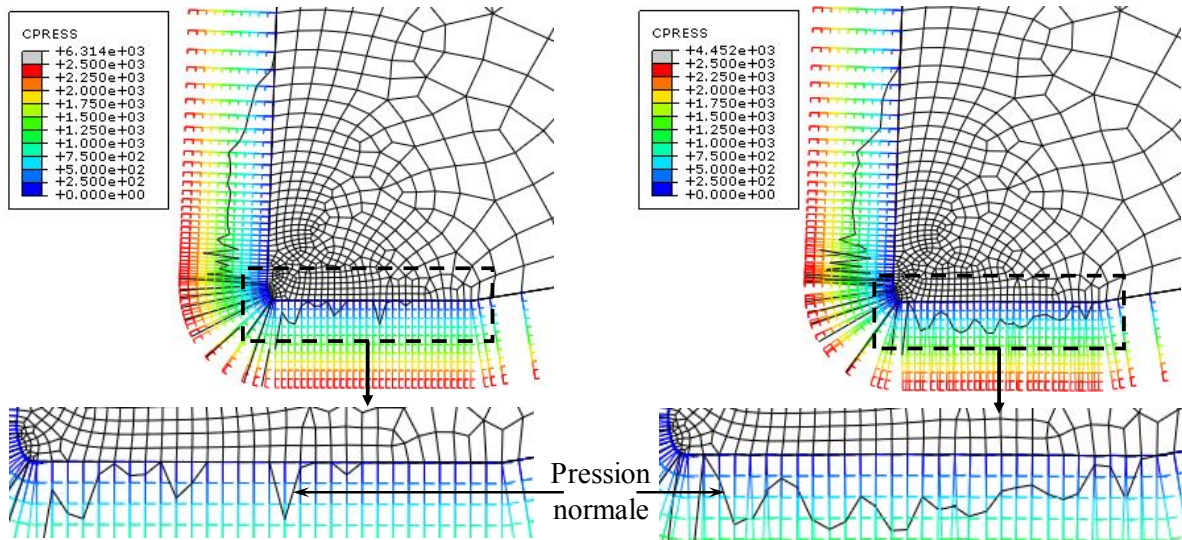 CPRESS
+6.314e+03
+2.500e+03
+2.250e+03
+2.000e+03
+1.750e+03
+1.500e+03
+1.250e+03
+1.000e+03
+7.500e+02
+5.000e+02
+2.500e+02
+0.000e+00
CPRESS
+4.452e+03
+2.500e+03
+2.250e+03
+2.000e+03
+1.750e+03
+1.500e+03
+1.250e+03
+1.000e+03
+7.500e+02
+5.000e+02
+2.500e+02
+0.000e+00
Pression
normale